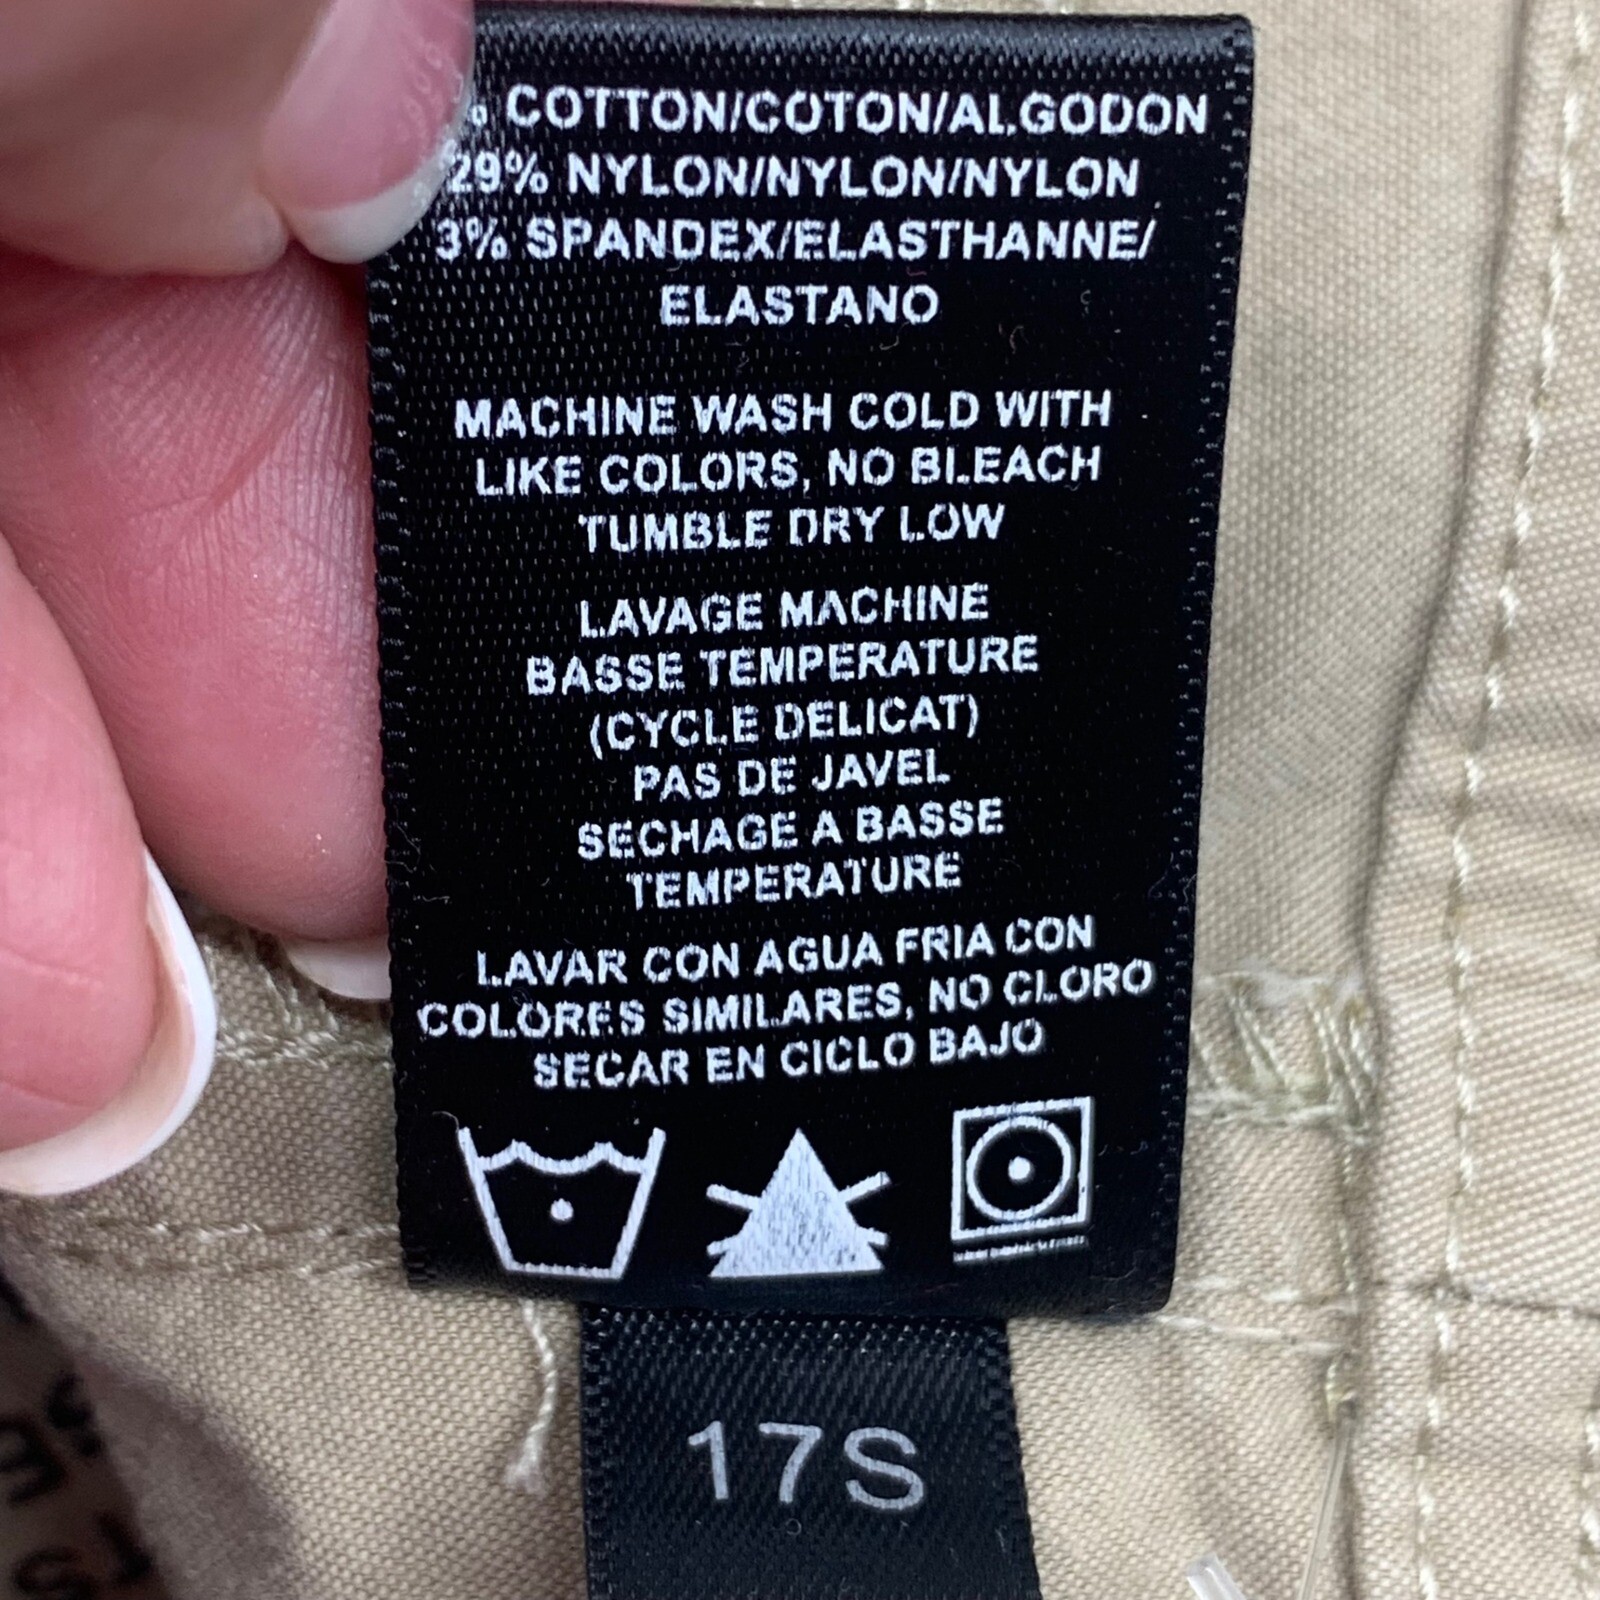 % COTTON/COTON/ALGODON
29% NYLON/NYLON/NYLON
3% SPANDEX/ELASTHANNE/
ELASTANO
MACHINE WASH COLD WITH
LIKE COLORS, NO BLEACH
TUMBLE DRY LOW
LAVAGE MACHINE
BASSE TEMPERATURE
(CYCLE DELICAT)
PAS DE JAVEL
SECHAGE A BASSE
TEMPERATURE
LAVAR CON AGUA FRIA CON
COLORES SIMILARES, NO CLORO
SECAR EN CICLO BAJO
17S